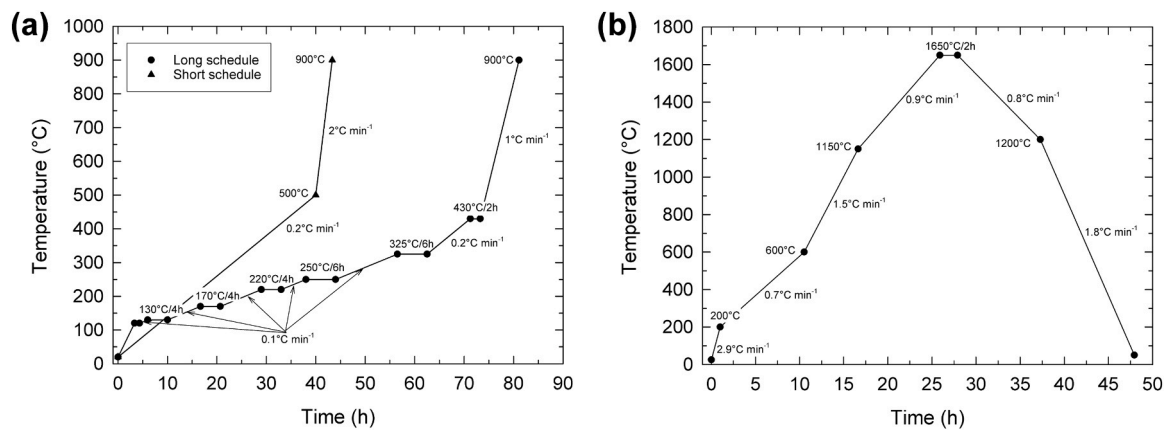 (a)
1000
900
800
700
600
500
400
300
200
100
0
Temperature (°C)
Long schedule
Short schedule
900°C
900°C
2°C min-1
1°C min-1
500°C
430°C/2h
0.2°C min-1
0.2°C min-1
325°C/6h
250°C/6h
220°C/4h
170°C/4h
130°C/4h
0.1°C min-1
0 10 20 30 40 50 60 70 80 90
Time (h)
(b)
1800
1600
1400
1200
1000
800
600
400
200
0
Temperature (°C)
1650°C/2h
0.9°C min-1
0.8°C min-1
1150°C
1200°C
1.5°C min-1
600°C
1.8°C min-1
0.7°C min-1
200°C
2.9°C min-1
0 5 10 15 20 25 30 35 40 45 50
Time (h)